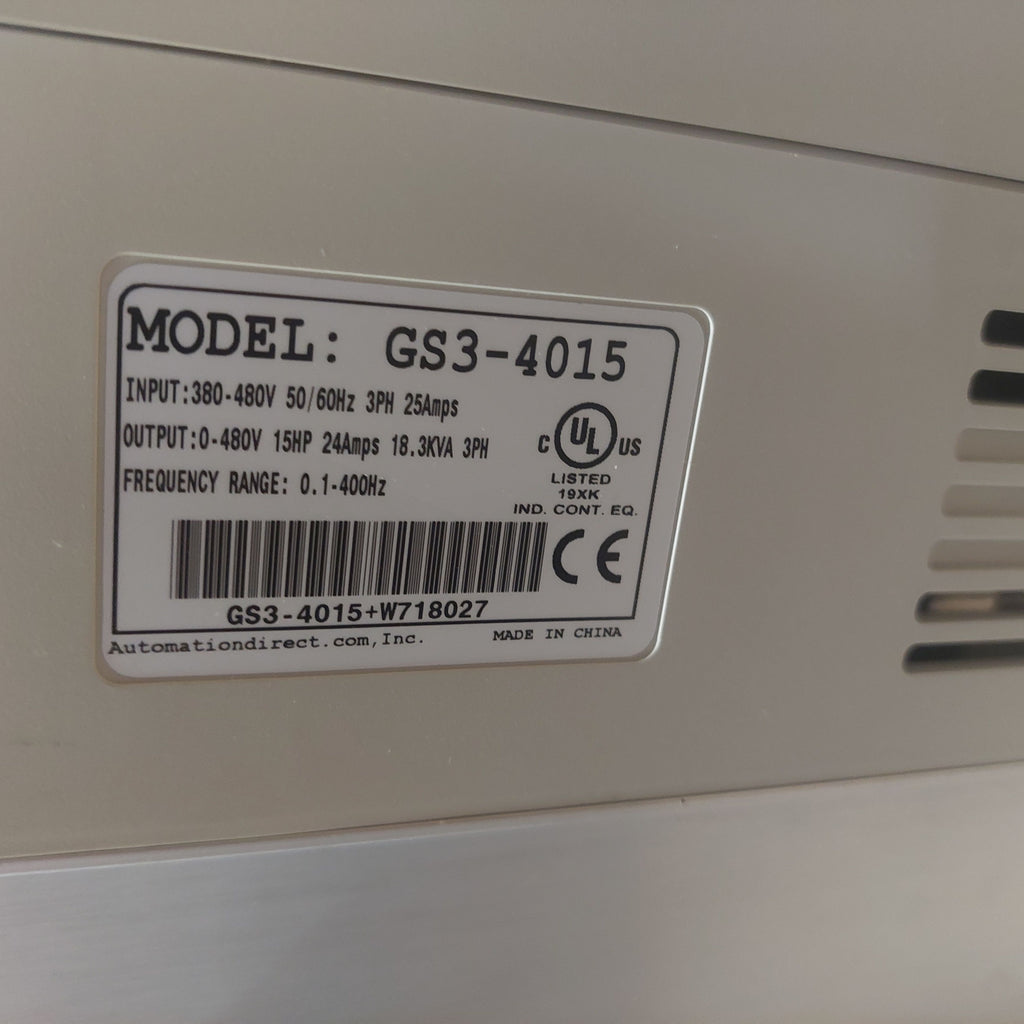 MODEL: GS3-4015
INPUT:380-480V 50/60Hz 3PH 25Amps
OUTPUT:0-480V 15HP 24Amps 18.3KVA 3PH
FREQUENCY RANGE: 0.1-400Hz
C UL US
LISTED
19XK
IND. CONT. EQ.
CE
GS3-4015+W718027
Automationdirect.com,Inc. MADE IN CHINA